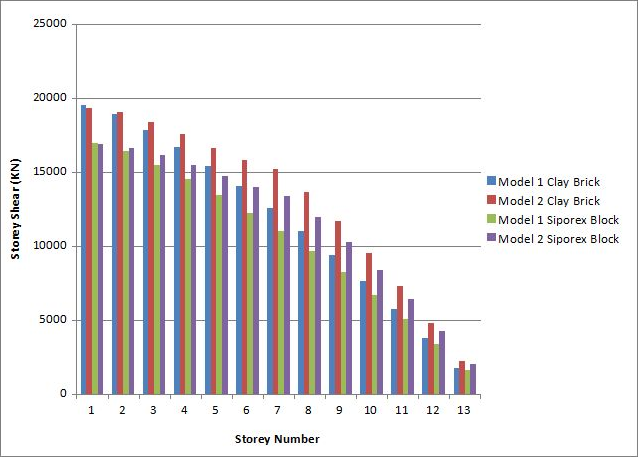 25000
20000
15000
10000
5000
0
Storey Shear (KN)
1 2 3 4 5 6 7 8 9 10 11 12 13
Storey Number
Model 1 Clay Brick
Model 2 Clay Brick
Model 1 Siporex Block
Model 2 Siporex Block